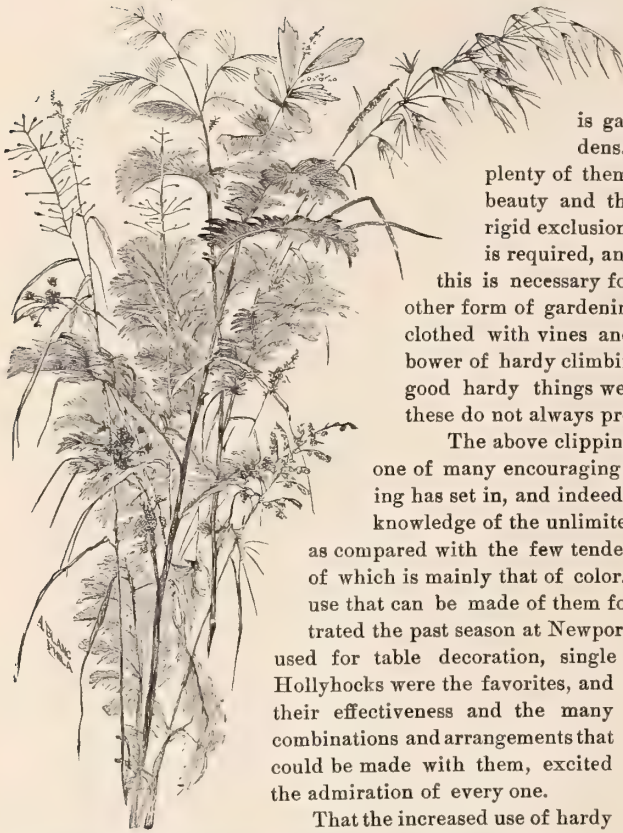 is ga
dens.
plenty of them
beauty and th
rigid exclusion
is required, an
this is necessary fo
other form of gardenin
clothed with vines an
bower of hardy climbi
good hardy things we
these do not always pr
The above clippin
one of many encouraging
ing has set in, and indeed
knowledge of the unlimite
as compared with the few tende
of which is mainly that of color.
use that can be made of them fo
trated the past season at Newpor
used for table decoration, single
Hollyhocks were the favorites, and
their effectiveness and the many
combinations and arrangements that
could be made with them, excited
the admiration of every one.
That the increased use of hardy
A. BLANC
PHILA